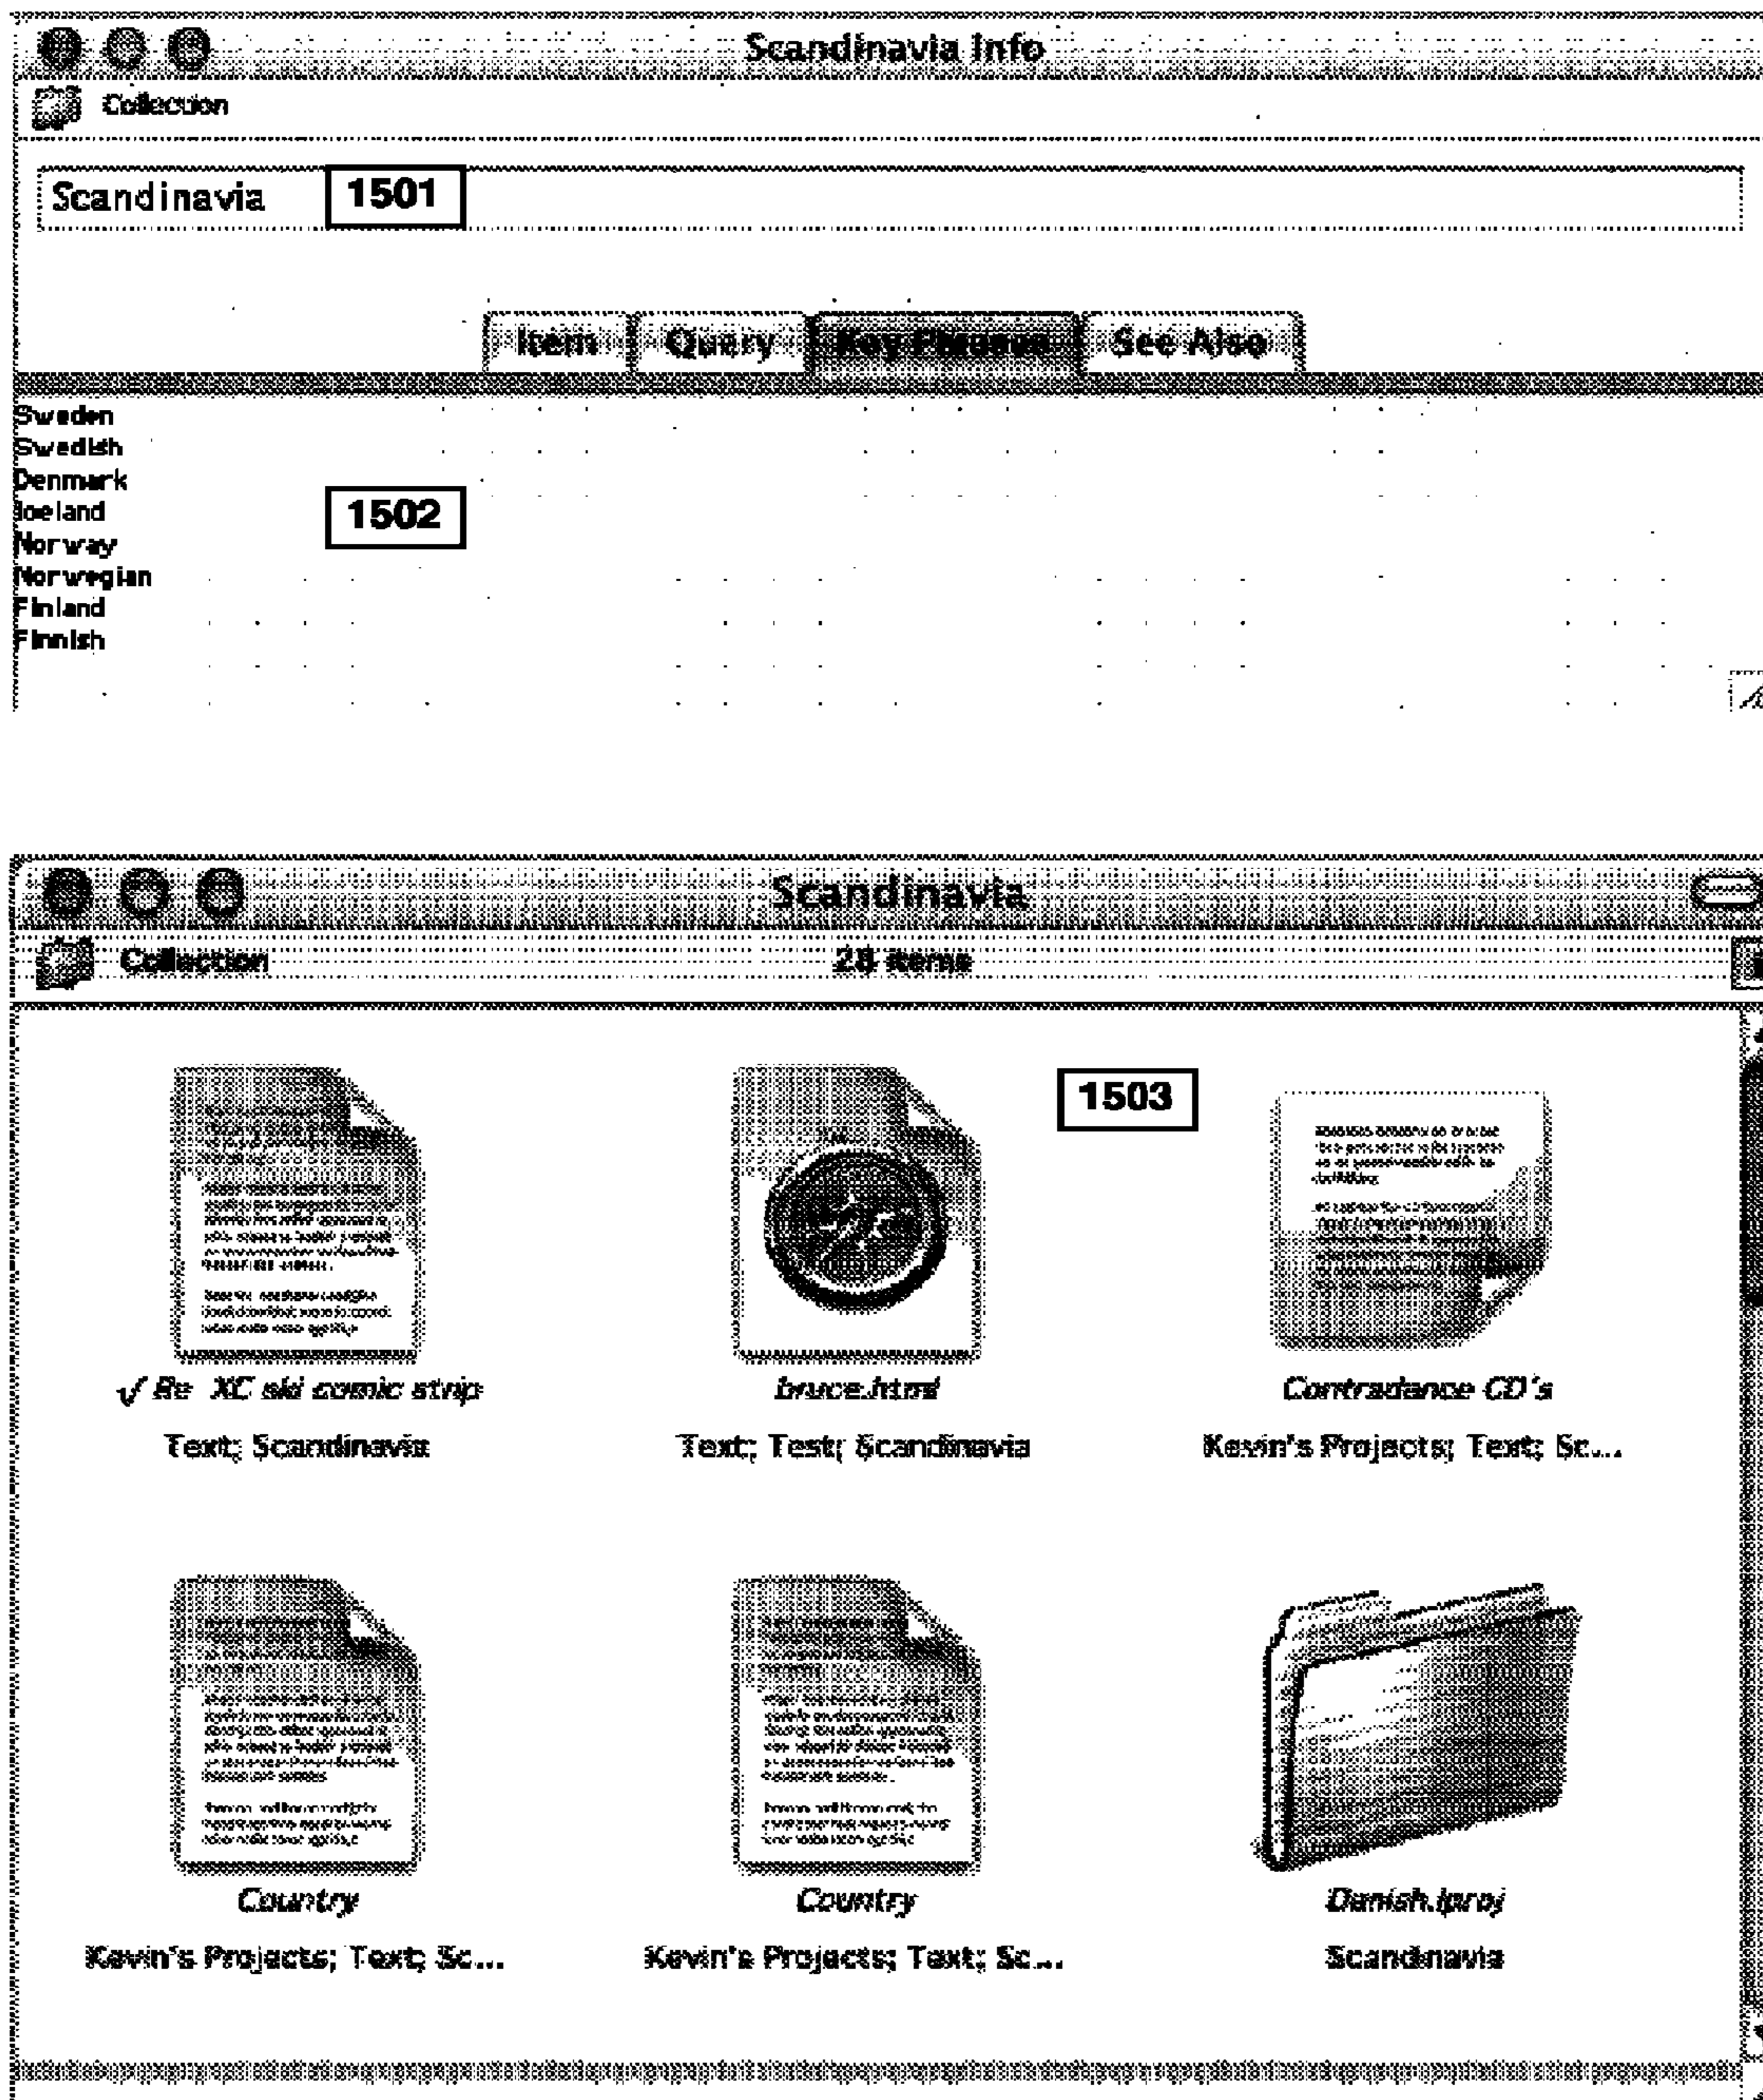 Scandinavia Info
Collection
Scandinavia 1501
Item Query Key Phrases See Also
Sweden
Swedish
Denmark
Iceland
1502
Norway
Norwegian
Finland
Finnish
Scandinavia
Collection 28 items
1503
√ Re XC ski comic strip bruce.html Contradance CD's
Text; Scandinavia Text; Test; Scandinavia Kevin's Projects; Text; Sc...
Country Country Danish.lproj
Kevin's Projects; Text; Sc... Kevin's Projects; Text; Sc... Scandinavia